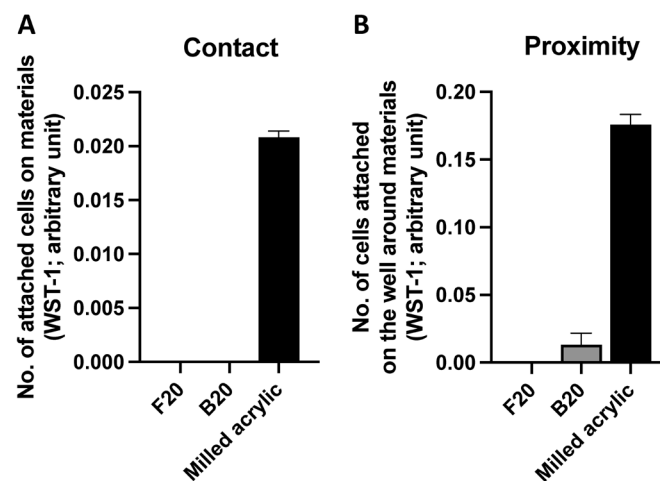 A
Contact
No. of attached cells on materials
(WST-1; arbitrary unit)
0.025
0.020
0.015
0.010
0.005
0.000
F20
B20
Milled acrylic
B
Proximity
No. of cells attached
on the well around materials
(WST-1; arbitrary unit)
0.20
0.15
0.10
0.05
0.00
F20
B20
Milled acrylic